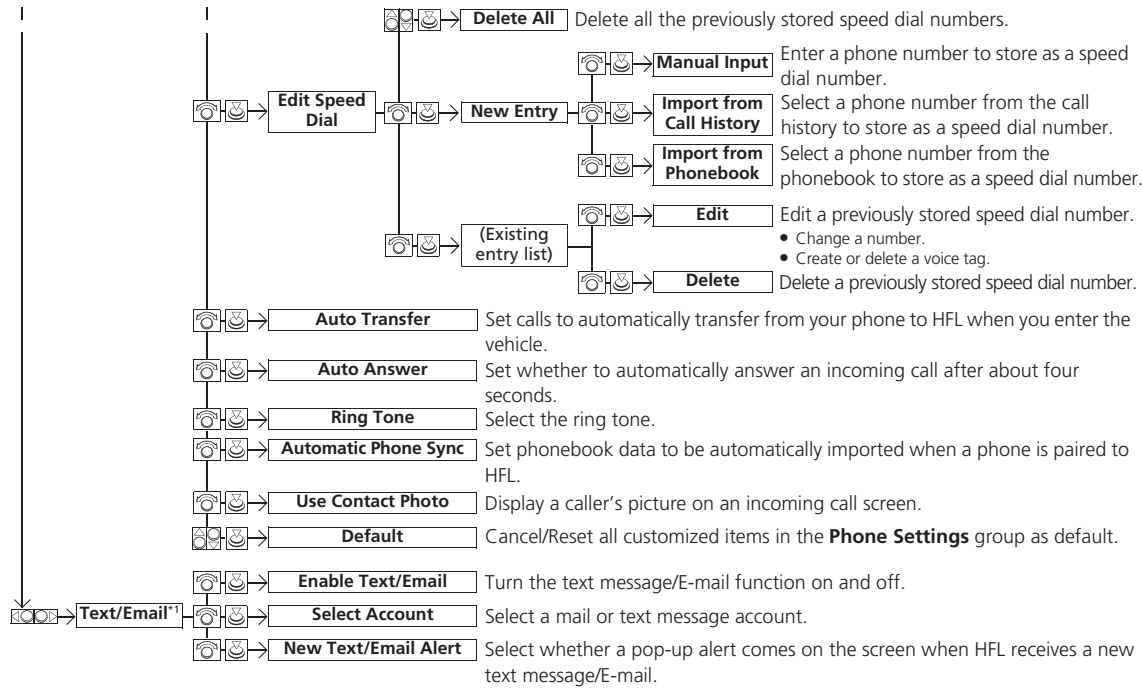 Delete All Delete all the previously stored speed dial numbers.
Manual Input Enter a phone number to store as a speed
dial number.
Edit Speed
Dial
New Entry
Import from
Call History
Select a phone number from the call
history to store as a speed dial number.
Import from
Phonebook
Select a phone number from the
phonebook to store as a speed dial number.
(Existing
entry list)
Edit Edit a previously stored speed dial number.
• Change a number.
• Create or delete a voice tag.
Delete Delete a previously stored speed dial number.
Auto Transfer Set calls to automatically transfer from your phone to HFL when you enter the
vehicle.
Auto Answer Set whether to automatically answer an incoming call after about four
seconds.
Ring Tone Select the ring tone.
Automatic Phone Sync Set phonebook data to be automatically imported when a phone is paired to
HFL.
Use Contact Photo Display a caller's picture on an incoming call screen.
Default Cancel/Reset all customized items in the Phone Settings group as default.
Text/Email*1
Enable Text/Email Turn the text message/E-mail function on and off.
Select Account Select a mail or text message account.
New Text/Email Alert Select whether a pop-up alert comes on the screen when HFL receives a new
text message/E-mail.